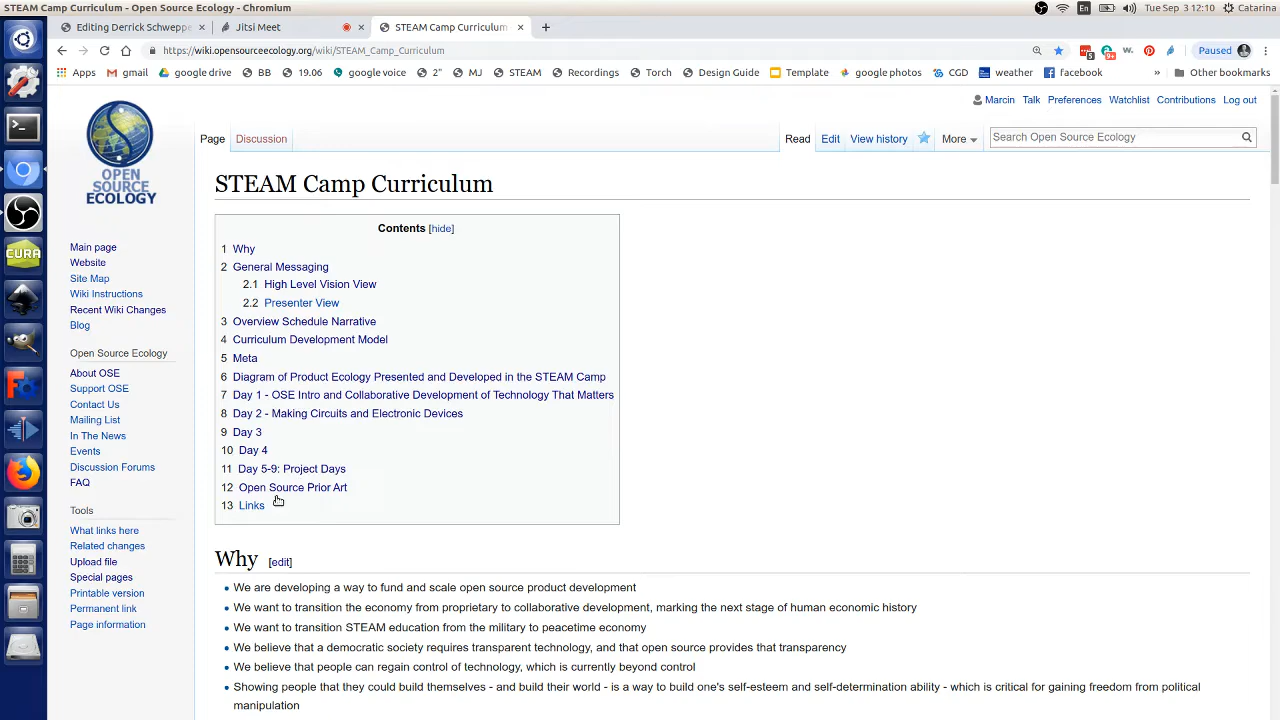 STEAM Camp Curriculum - Open Source Ecology - Chromium
En
Tue Sep 3 12:10
Catarina
Editing Derrick Schweppe
Jitsi Meet
STEAM Camp Curriculum
https://wiki.opensourceecology.org/wiki/STEAM_Camp_Curriculum
Paused
Apps
gmail
google drive
BB
19.06
google voice
2"
MJ
STEAM
Recordings
Torch
Design Guide
Template
google photos
CGD
weather
facebook
»
Other bookmarks
Marcin Talk Preferences Watchlist Contributions Log out
OPEN
SOURCE
ECOLOGY
Page
Discussion
Read
Edit
View history
More
Search Open Source Ecology
STEAM Camp Curriculum
Contents [hide]
1 Why
2 General Messaging
2.1 High Level Vision View
2.2 Presenter View
3 Overview Schedule Narrative
4 Curriculum Development Model
5 Meta
6 Diagram of Product Ecology Presented and Developed in the STEAM Camp
7 Day 1 - OSE Intro and Collaborative Development of Technology That Matters
8 Day 2 - Making Circuits and Electronic Devices
9 Day 3
10 Day 4
11 Day 5-9: Project Days
12 Open Source Prior Art
13 Links
Main page
Website
Site Map
Wiki Instructions
Recent Wiki Changes
Blog
Open Source Ecology
About OSE
Support OSE
Contact Us
Mailing List
In The News
Events
Discussion Forums
FAQ
Tools
What links here
Related changes
Upload file
Special pages
Printable version
Permanent link
Page information
CURA
Why [edit]
We are developing a way to fund and scale open source product development
We want to transition the economy from proprietary to collaborative development, marking the next stage of human economic history
We want to transition STEAM education from the military to peacetime economy
We believe that a democratic society requires transparent technology, and that open source provides that transparency
We believe that people can regain control of technology, which is currently beyond control
Showing people that they could build themselves - and build their world - is a way to build one's self-esteem and self-determination ability - which is critical for gaining freedom from political
manipulation